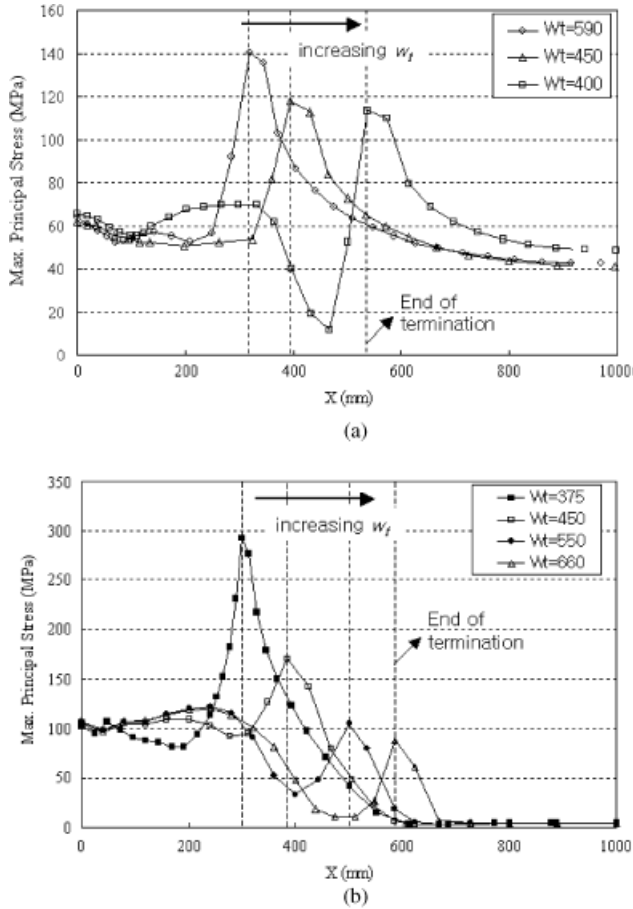 (a)
160
140
120
100
80
60
40
20
0
Max. Principal Stress (MPa)
increasing wt
Wt=590
Wt=450
Wt=400
End of
termination
0 200 400 600 800 1000
X (mm)
(a)
(b)
350
300
250
200
150
100
50
0
Max. Principal Stress (MPa)
increasing wt
Wt=375
Wt=450
Wt=550
Wt=660
End of
termination
0 200 400 600 800 1000
X (mm)
(b)